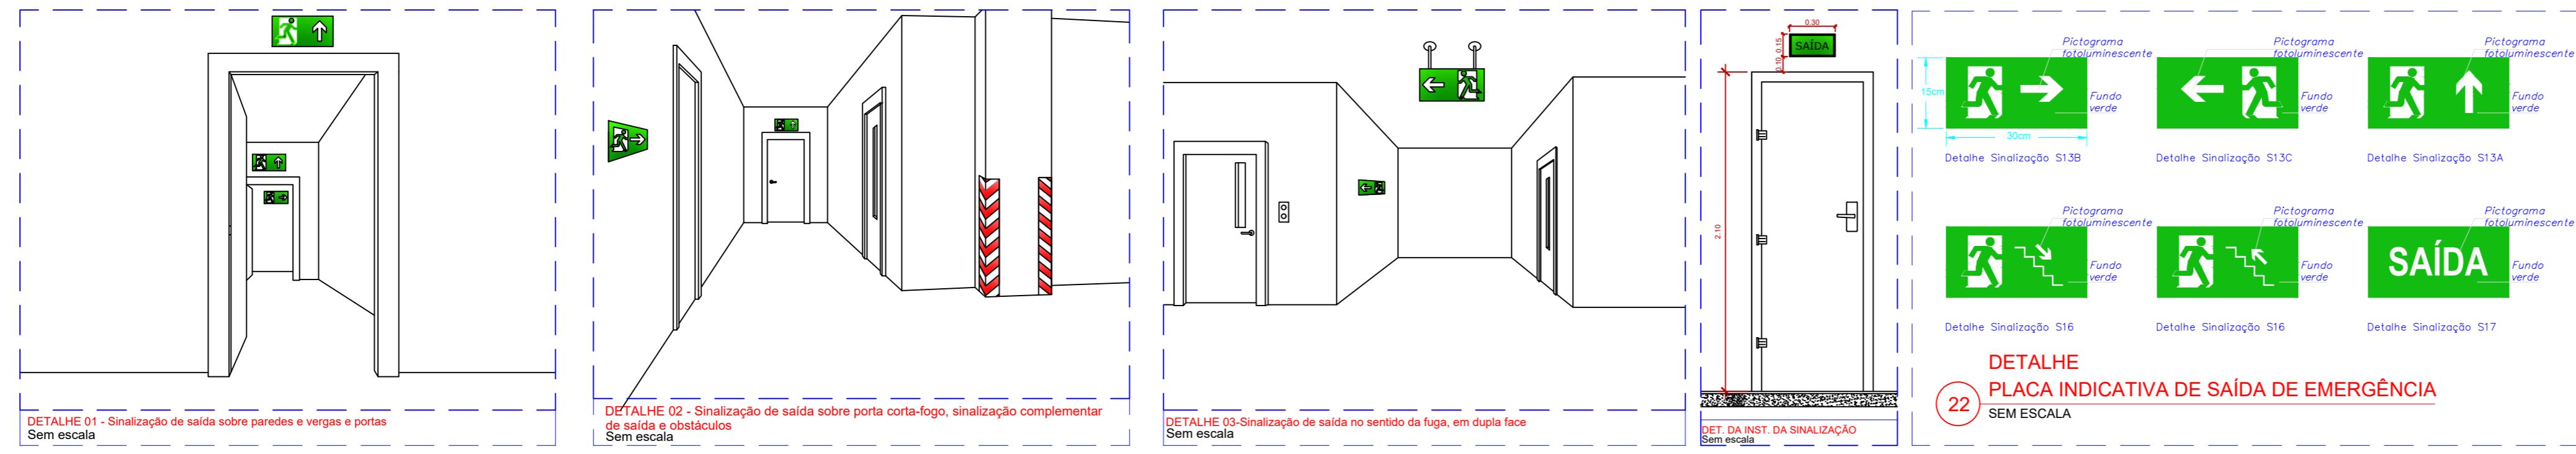 DETALHE 01 - Sinalização de saída sobre paredes e vergas e portas
Sem escala
DETALHE 02 - Sinalização de saída sobre porta corta-fogo, sinalização complementar
de saída e obstáculos
Sem escala
DETALHE 03-Sinalização de saída no sentido da fuga, em dupla face
Sem escala
0.30
0.15
0.10
SAÍDA
2.10
DET. DA INST. DA SINALIZAÇÃO
Sem escala
Pictograma
fotoluminescente
Fundo
verde
15cm
30cm
Detalhe Sinalização S13B
Pictograma
fotoluminescente
Fundo
verde
Detalhe Sinalização S13C
Pictograma
fotoluminescente
Fundo
verde
Detalhe Sinalização S13A
Pictograma
fotoluminescente
Fundo
verde
Detalhe Sinalização S16
Pictograma
fotoluminescente
Fundo
verde
Detalhe Sinalização S16
Pictograma
fotoluminescente
SAÍDA
Fundo
verde
Detalhe Sinalização S17
DETALHE
22
PLACA INDICATIVA DE SAÍDA DE EMERGÊNCIA
SEM ESCALA